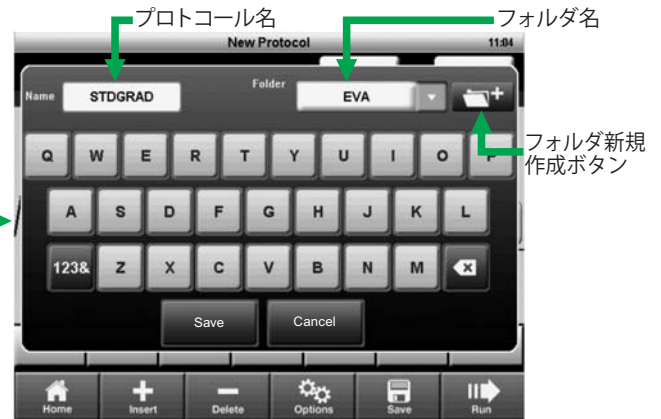 プロトコール名
フォルダ名
New Protocol 11:04
Name STDGRAD Folder EVA
フォルダ新規
作成ボタン
Q W E R T Y U I O P
A S D F G H J K L
123& Z X C V B N M
Save Cancel
Home Insert Delete Options Save Run